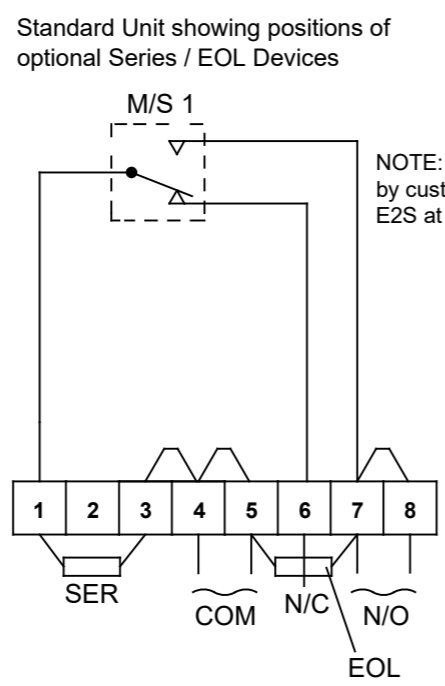 Standard Unit showing positions of
optional Series / EOL Devices
M/S 1
NOTE:
by cust
E2S at
1 2 3 4 5 6 7 8
SER
COM
N/C
N/O
EOL